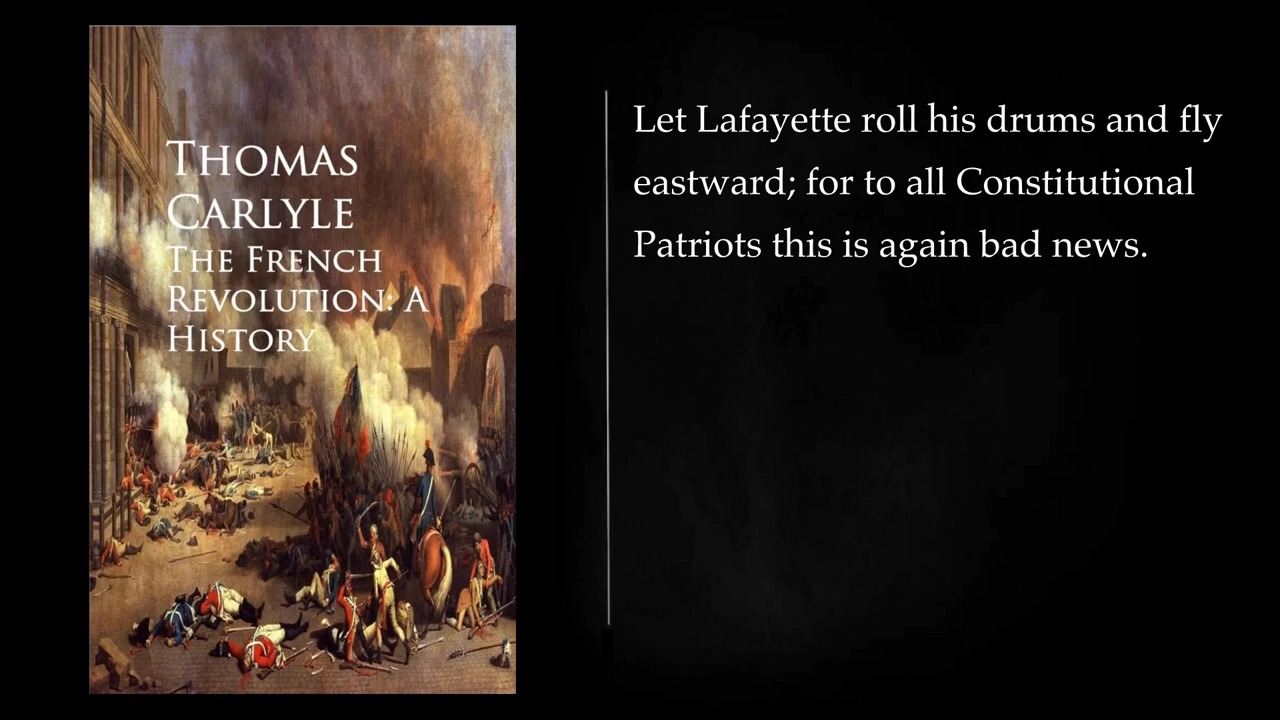 THOMAS
CARLYLE
THE FRENCH
REVOLUTION: A
HISTORY
Let Lafayette roll his drums and fly
eastward; for to all Constitutional
Patriots this is again bad news.